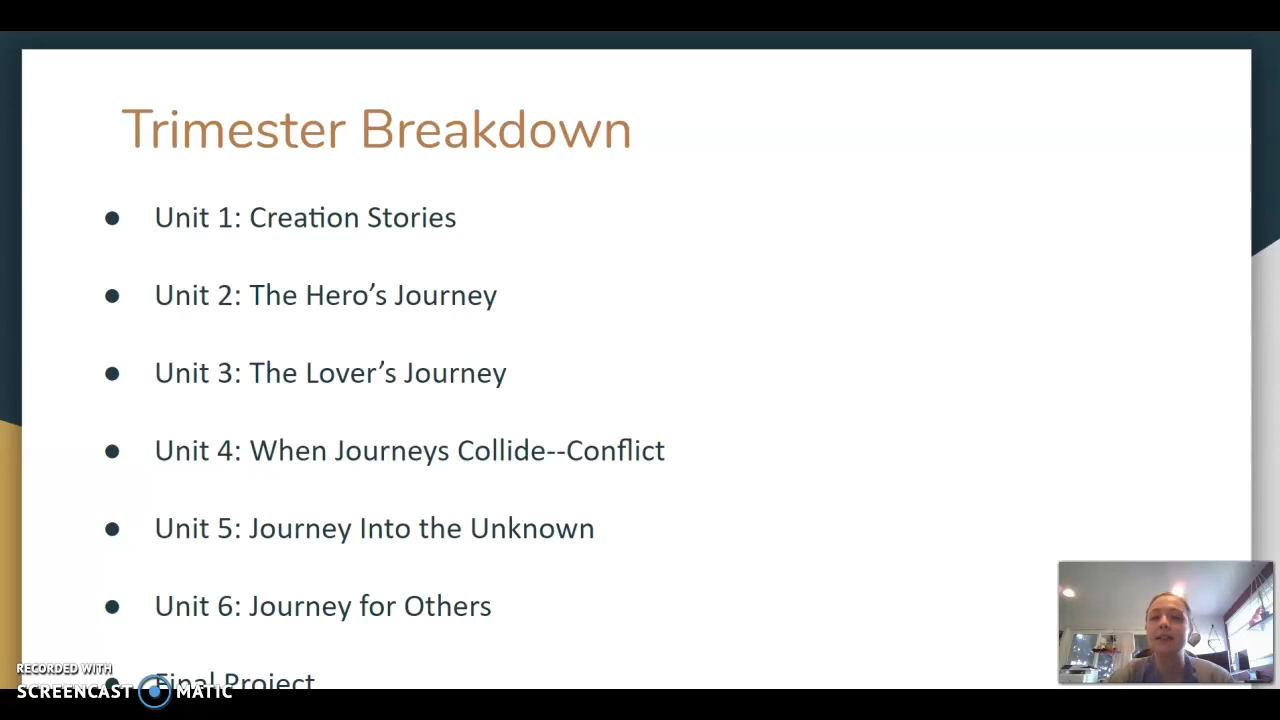 Trimester Breakdown
● Unit 1: Creation Stories
● Unit 2: The Hero’s Journey
● Unit 3: The Lover’s Journey
● Unit 4: When Journeys Collide--Conflict
● Unit 5: Journey Into the Unknown
● Unit 6: Journey for Others
● Final Project
RECORDED WITH
SCREENCAST MATIC